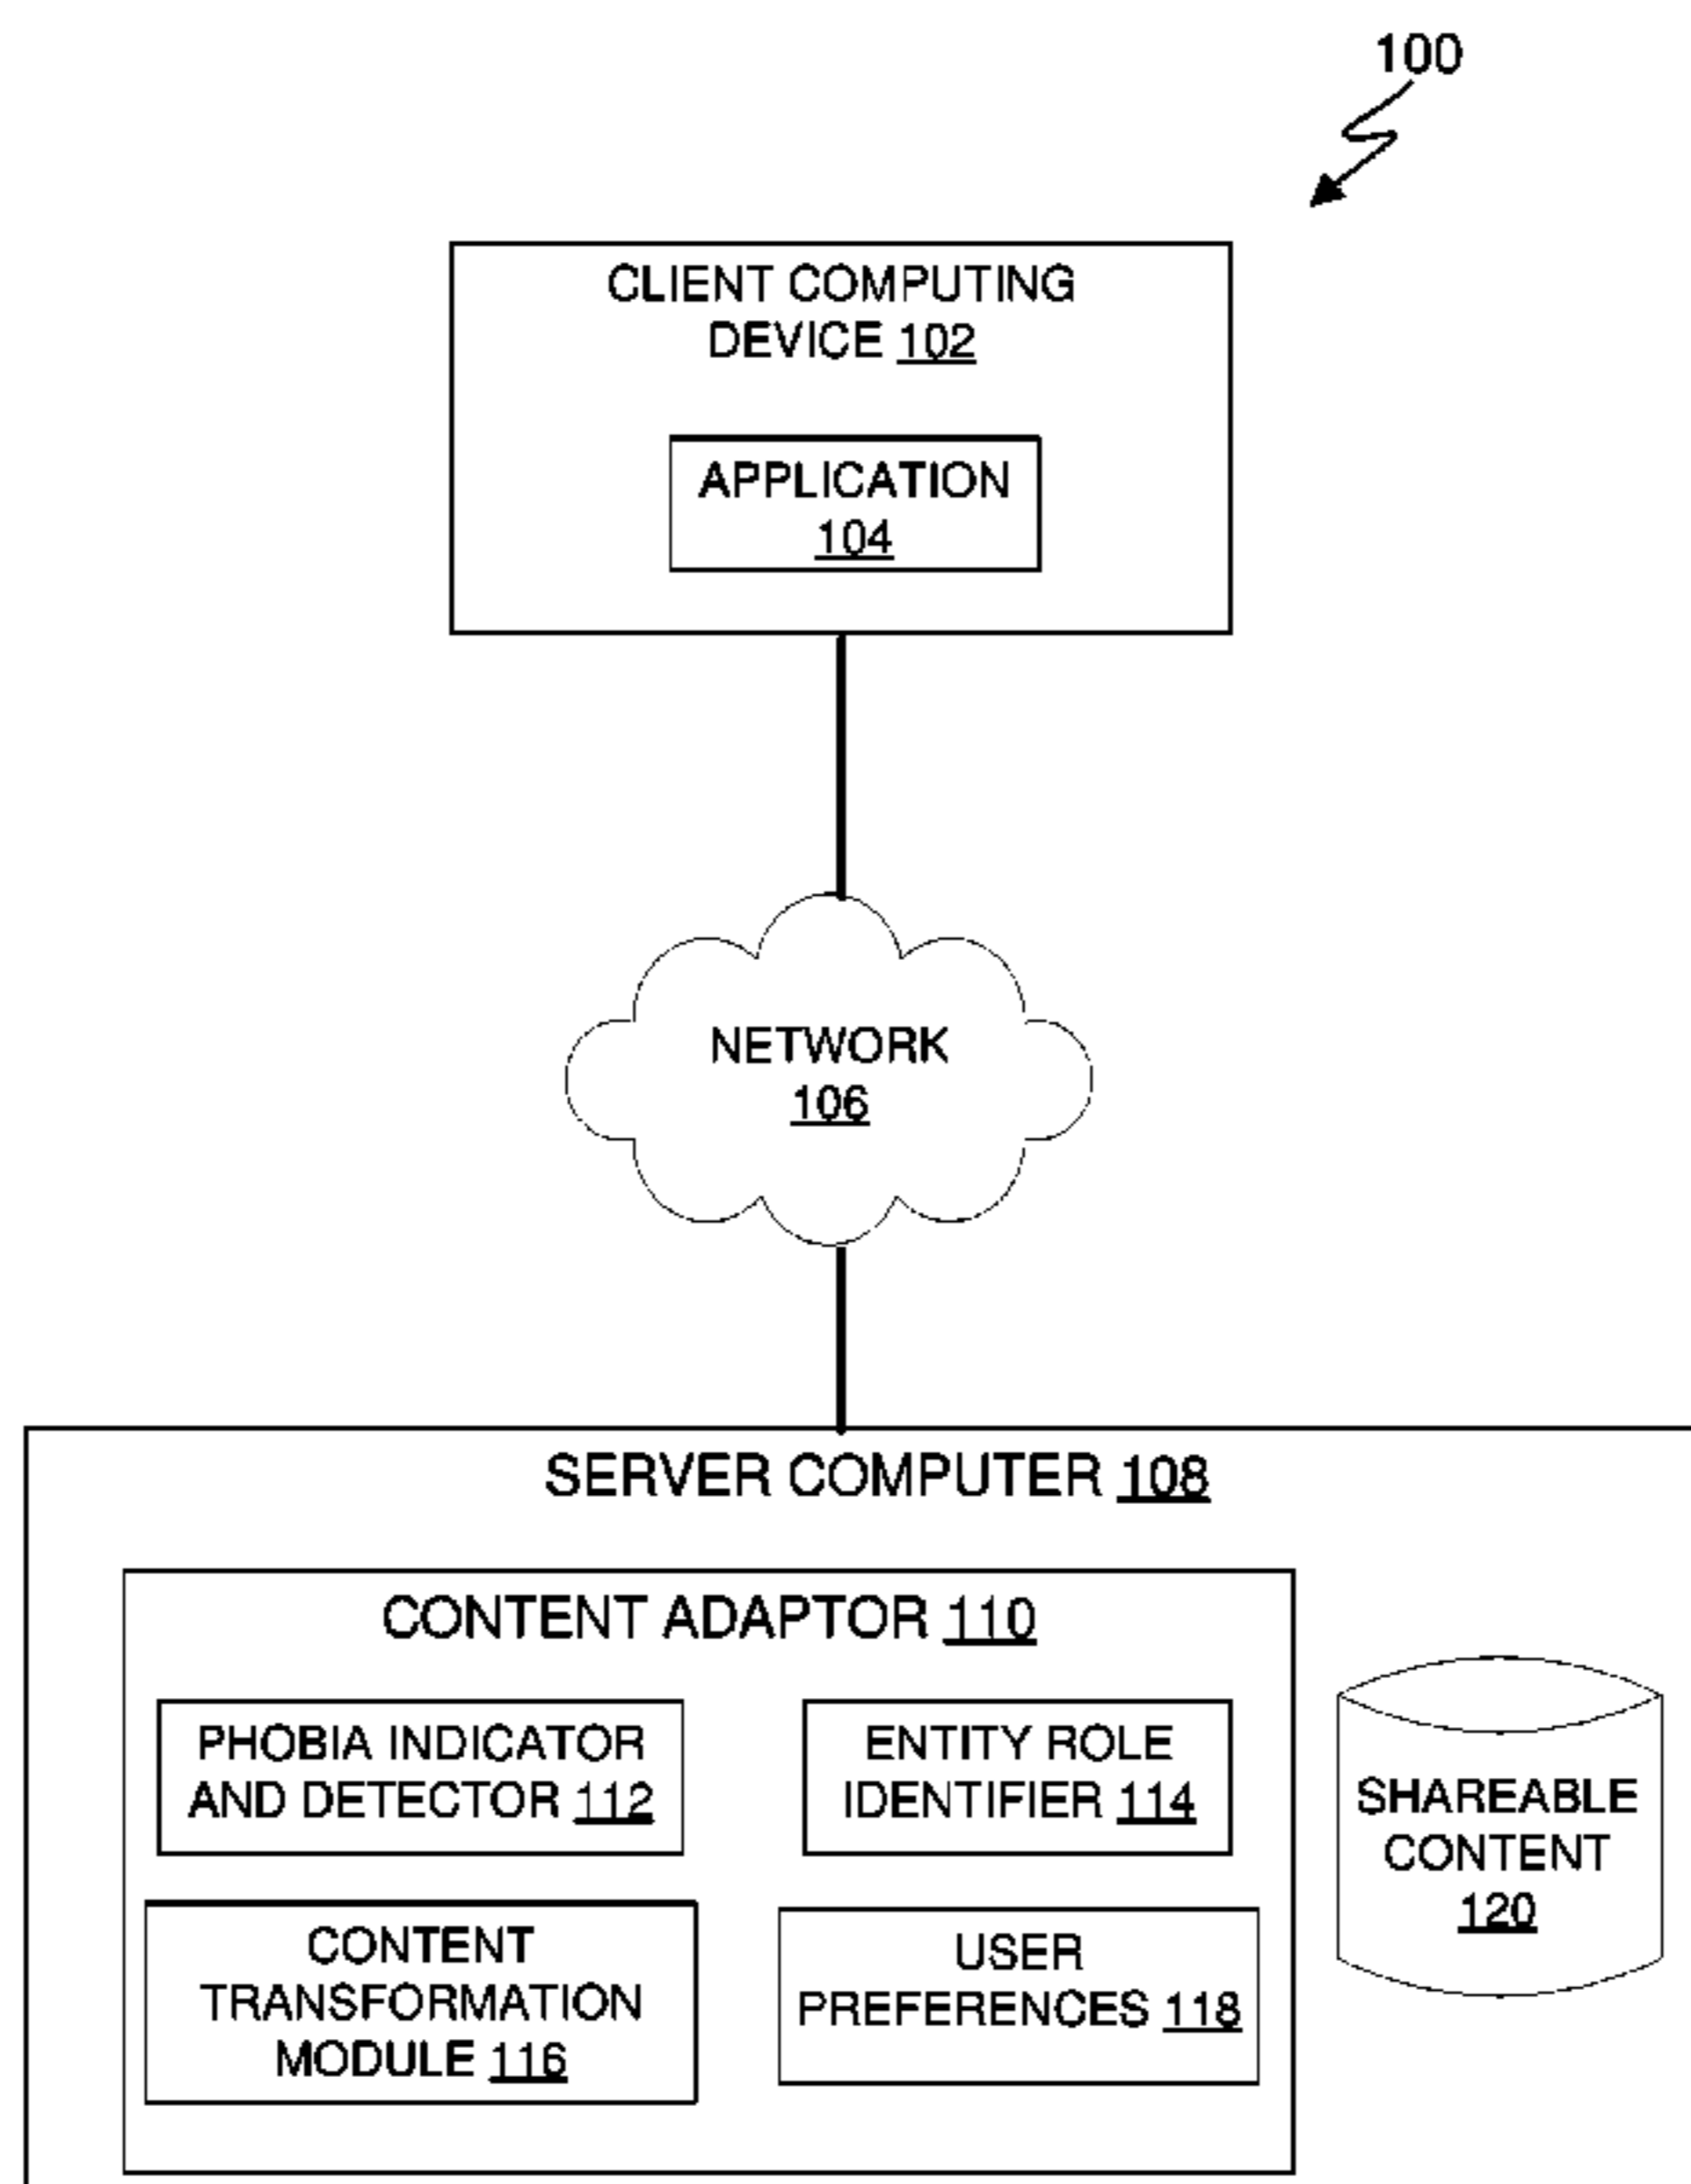 100
CLIENT COMPUTING
DEVICE 102
APPLICATION
104
NETWORK
106
SERVER COMPUTER 108
CONTENT ADAPTOR 110
PHOBIA INDICATOR
AND DETECTOR 112
ENTITY ROLE
IDENTIFIER 114
CONTENT
TRANSFORMATION
MODULE 116
USER
PREFERENCES 118
SHAREABLE
CONTENT
120